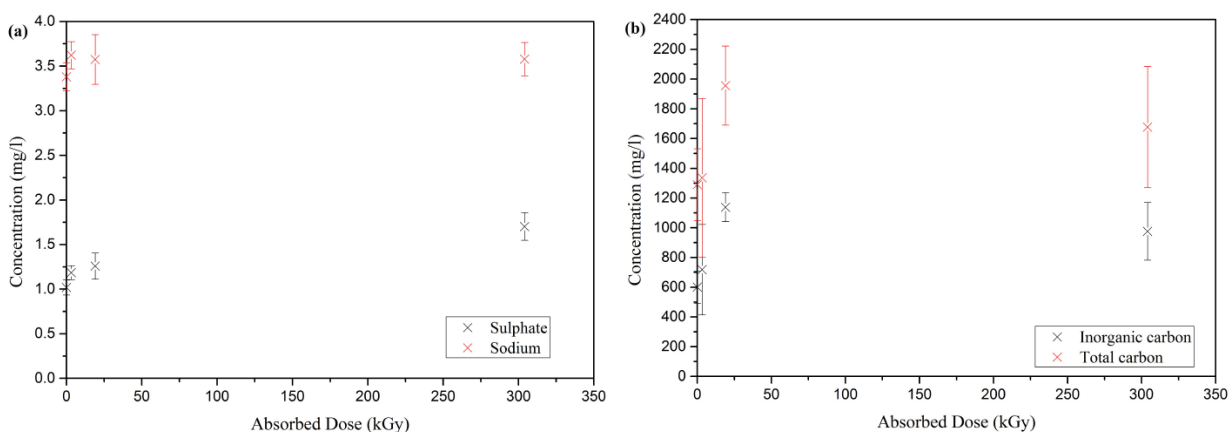 (a)
4.0
3.5
3.0
2.5
2.0
1.5
1.0
0.5
0.0
Concentration (mg/l)
Sulphate
Sodium
0 50 100 150 200 250 300 350
Absorbed Dose (kGy)
(b)
2400
2200
2000
1800
1600
1400
1200
1000
800
600
400
200
0
Concentration (mg/l)
Inorganic carbon
Total carbon
0 50 100 150 200 250 300 350
Absorbed Dose (kGy)